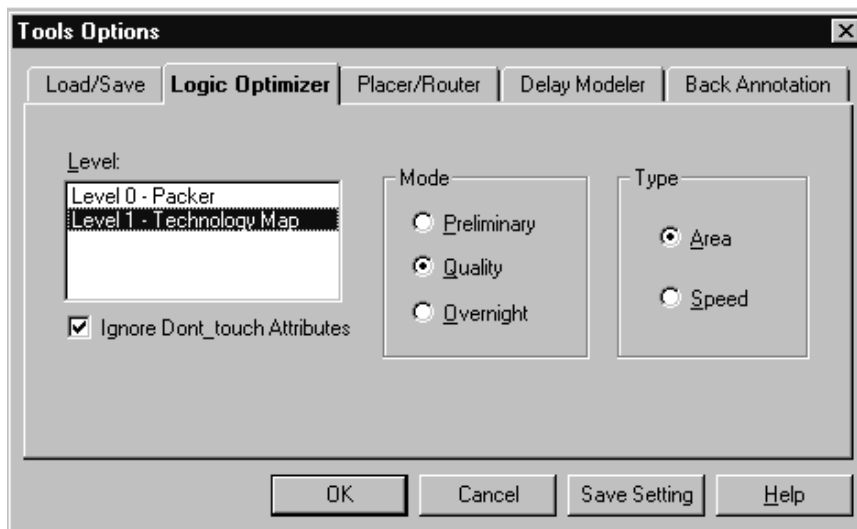 Tools Options
Load/Save Logic Optimizer Placer/Router Delay Modeler Back Annotation
Level:
Level 0 - Packer
Level 1 - Technology Map
Ignore Dont_touch Attributes
Mode
Preliminary
Quality
Overnight
Type
Area
Speed
OK Cancel Save Setting Help